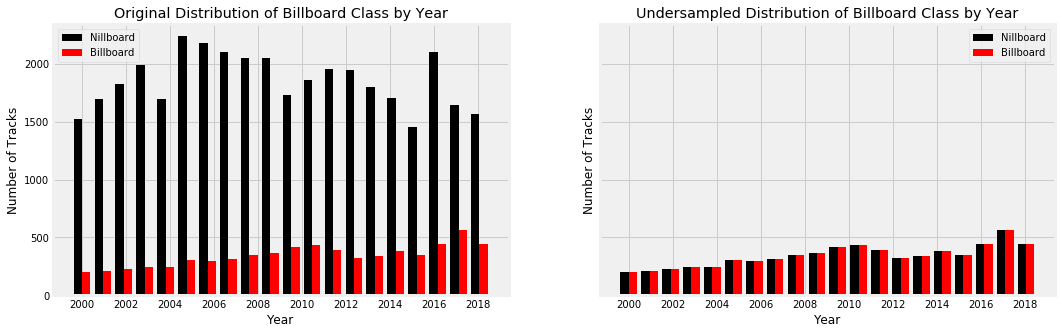 Original Distribution of Billboard Class by Year
Nillboard
Billboard
Number of Tracks
2000
1500
1000
500
0
2000 2002 2004 2006 2008 2010 2012 2014 2016 2018
Year
Undersampled Distribution of Billboard Class by Year
Nillboard
Billboard
Number of Tracks
2000 2002 2004 2006 2008 2010 2012 2014 2016 2018
Year